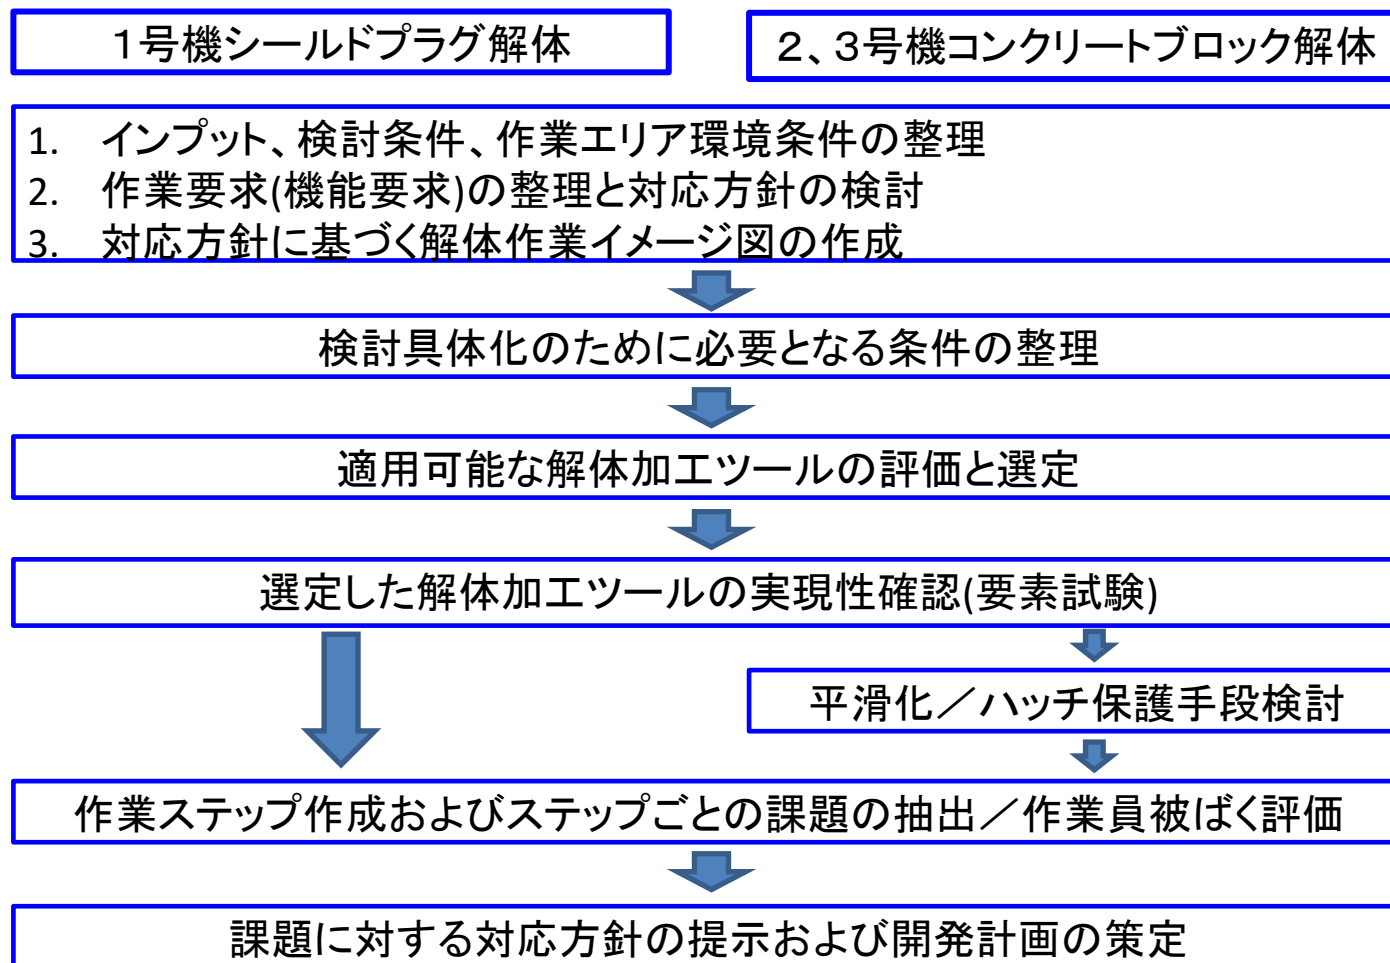 １号機シールドプラグ解体
２、３号機コンクリートブロック解体
1. インプット、検討条件、作業エリア環境条件の整理
2. 作業要求(機能要求)の整理と対応方針の検討
3. 対応方針に基づく解体作業イメージ図の作成
検討具体化のために必要となる条件の整理
適用可能な解体加工ツールの評価と選定
選定した解体加工ツールの実現性確認(要素試験)
平滑化／ハッチ保護手段検討
作業ステップ作成およびステップごとの課題の抽出／作業員被ばく評価
課題に対する対応方針の提示および開発計画の策定